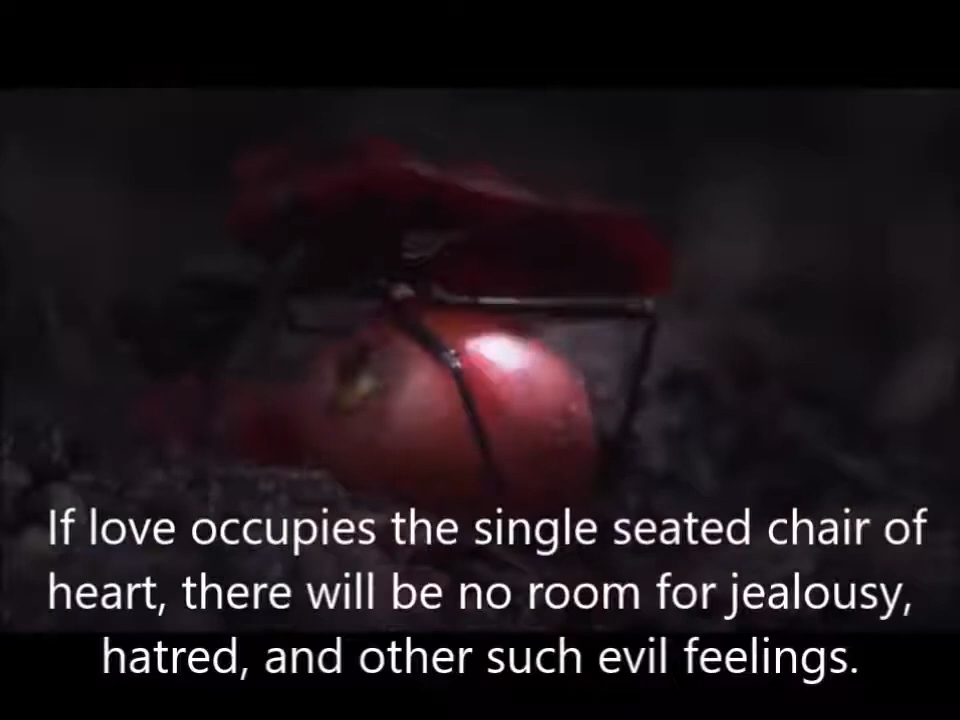 If love occupies the single seated chair of
heart, there will be no room for jealousy,
hatred, and other such evil feelings.